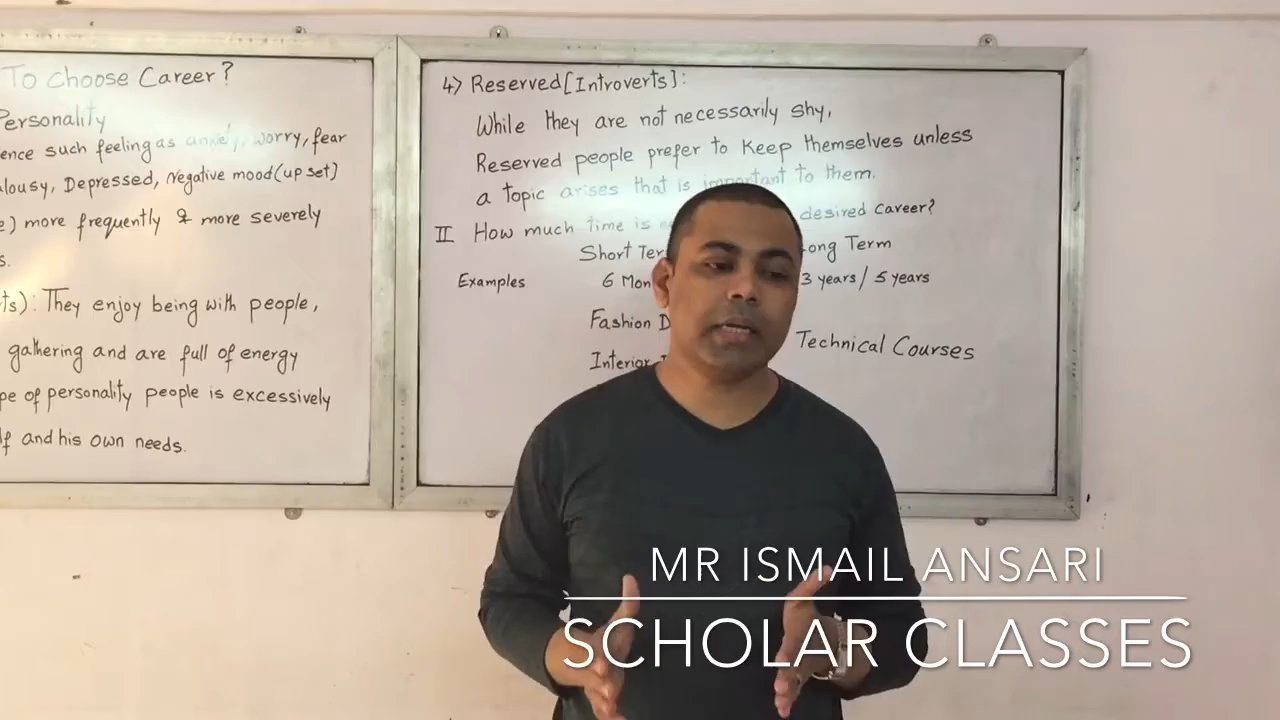 To Choose Career?
Personality
ence such feeling as anxiety, worry, fear
alousy, Depressed, Negative mood(up set)
e) more frequently & more severely
s.
ts): They enjoy being with people,
gathering and are full of energy
pe of personality people is excessively
lf and his own needs.
4) Reserved [Introverts]:
While they are not necessarily shy,
Reserved people prefer to keep themselves unless
a topic arises that is important to them.
II How much time is desired career?
Short Ter ong Term
Examples 6 Mon 3 years / 5 years
Fashion D
Technical Courses
Interior
MR ISMAIL ANSARI
SCHOLAR CLASSES